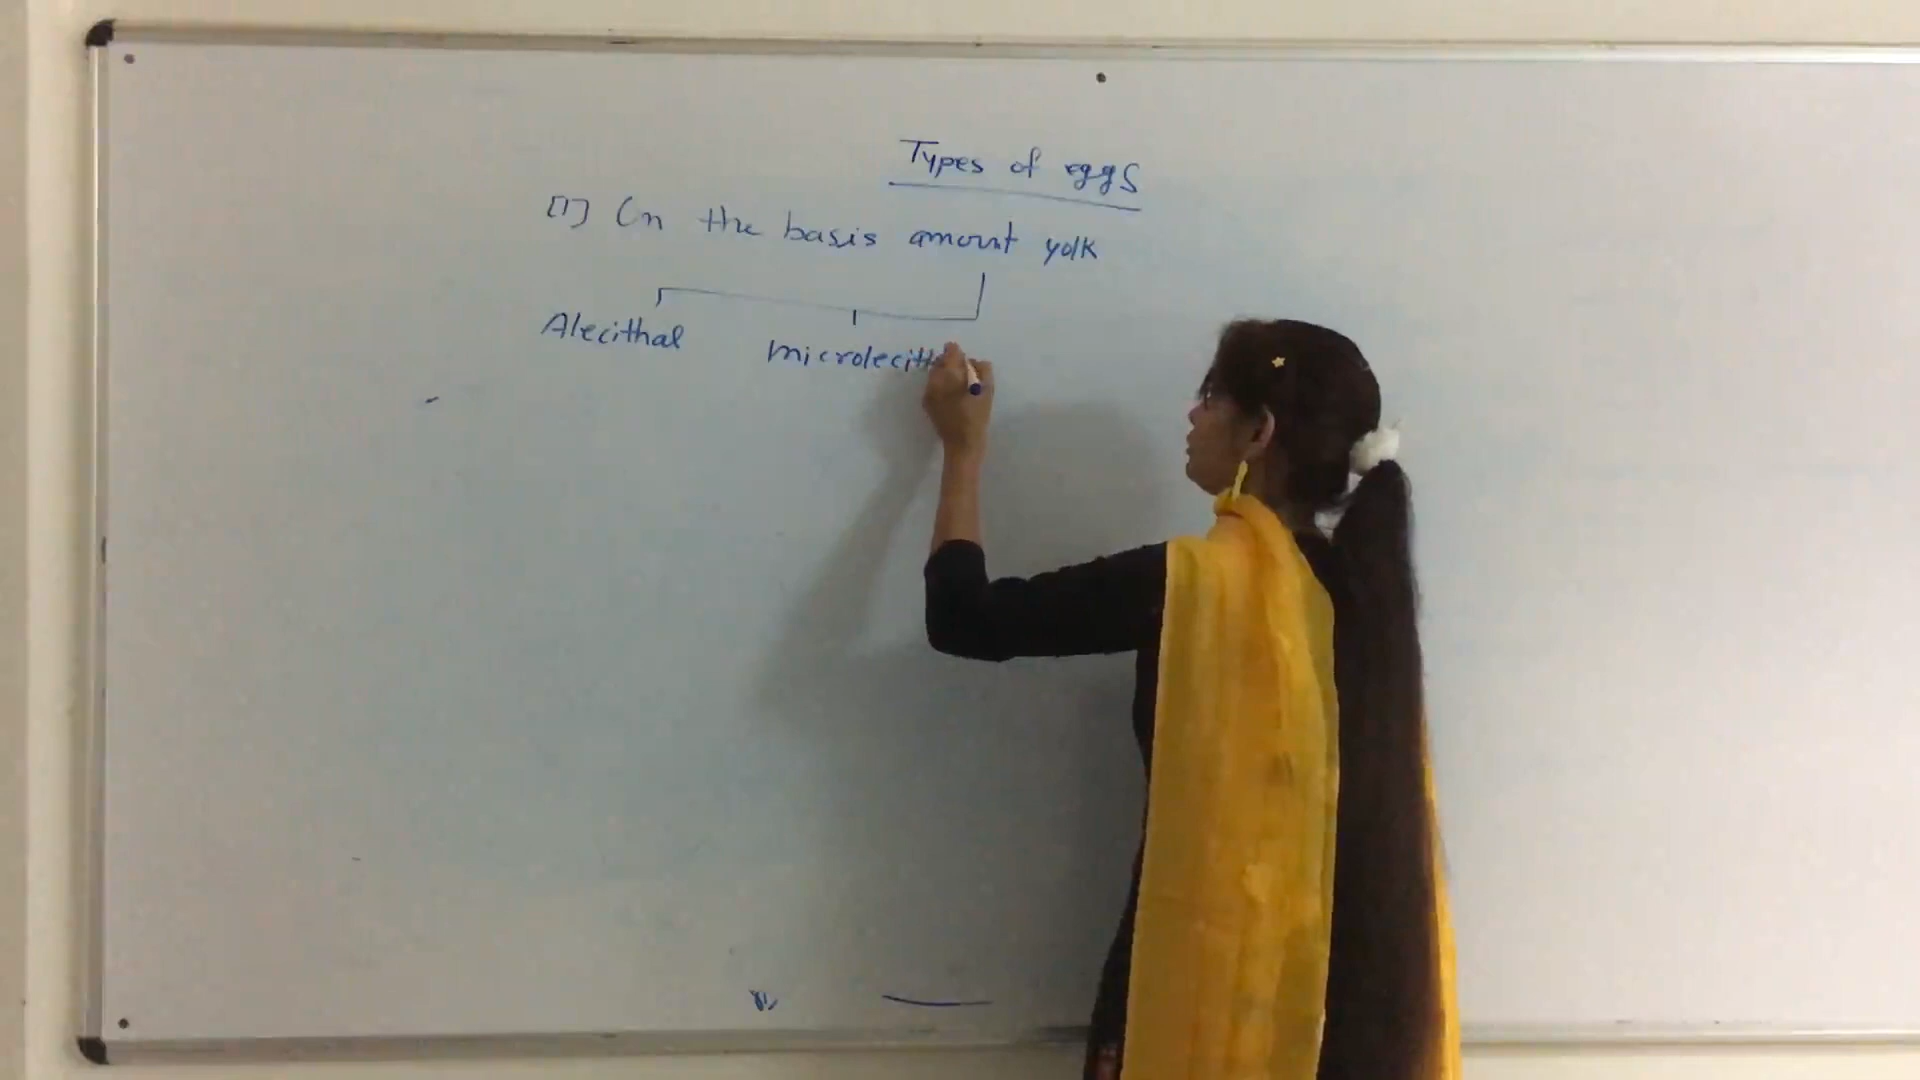 Types of eggs
[1] On the basis amount yolk
Alecithal microlecith